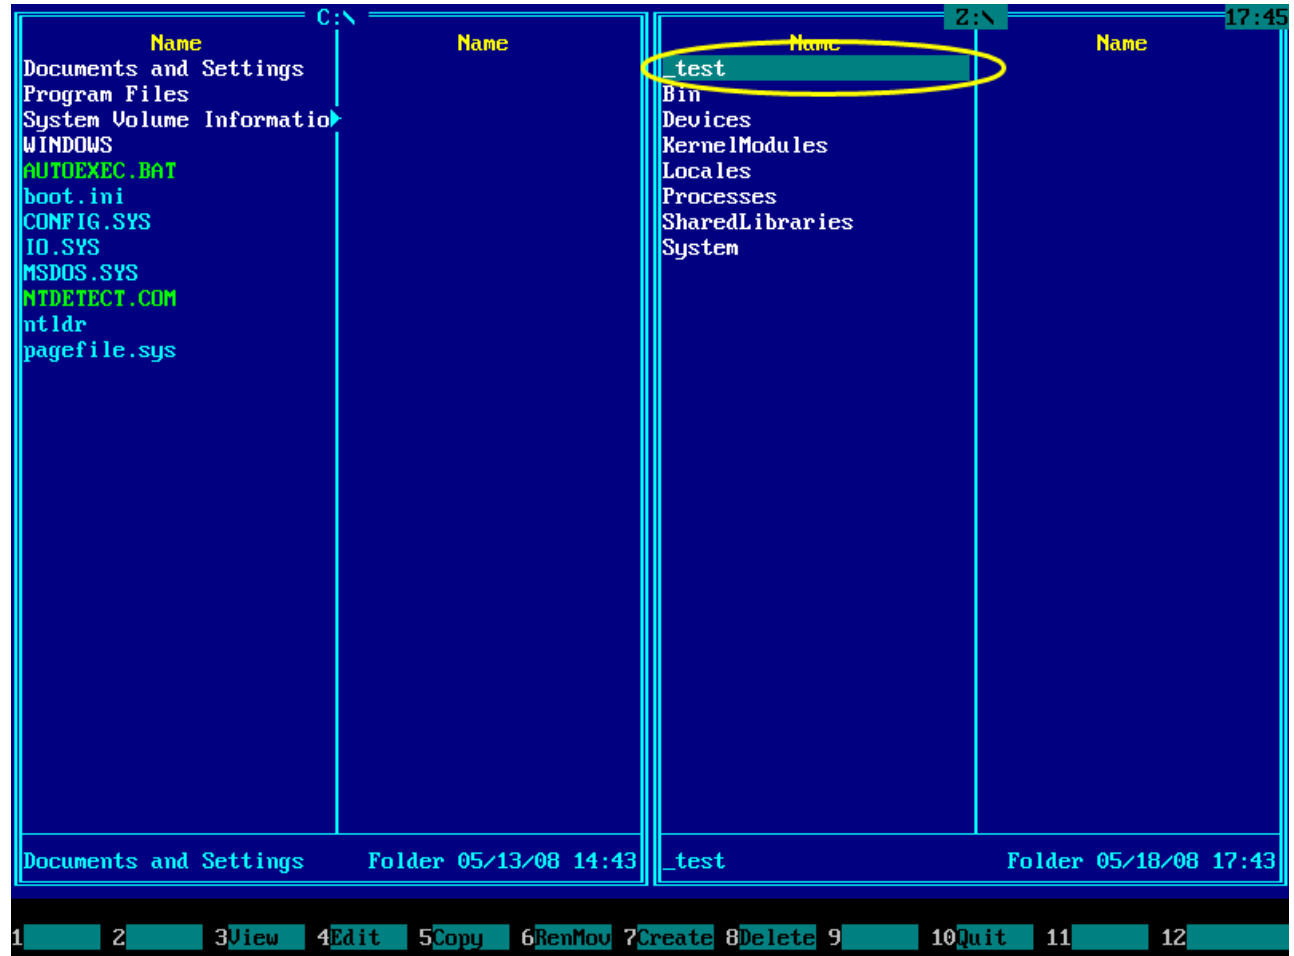 C:\
Name Name
Documents and Settings
Program Files
System Volume Informatio
WINDOWS
AUTOEXEC.BAT
boot.ini
CONFIG.SYS
IO.SYS
MSDOS.SYS
NTDETECT.COM
ntldr
pagefile.sys
Documents and Settings Folder 05/13/08 14:43
Z:\ 17:45
Name Name
_test
Bin
Devices
KernelModules
Locales
Processes
SharedLibraries
System
_test Folder 05/18/08 17:43
1 2 3View 4Edit 5Copy 6RenMov 7Create 8Delete 9 10Quit 11 12